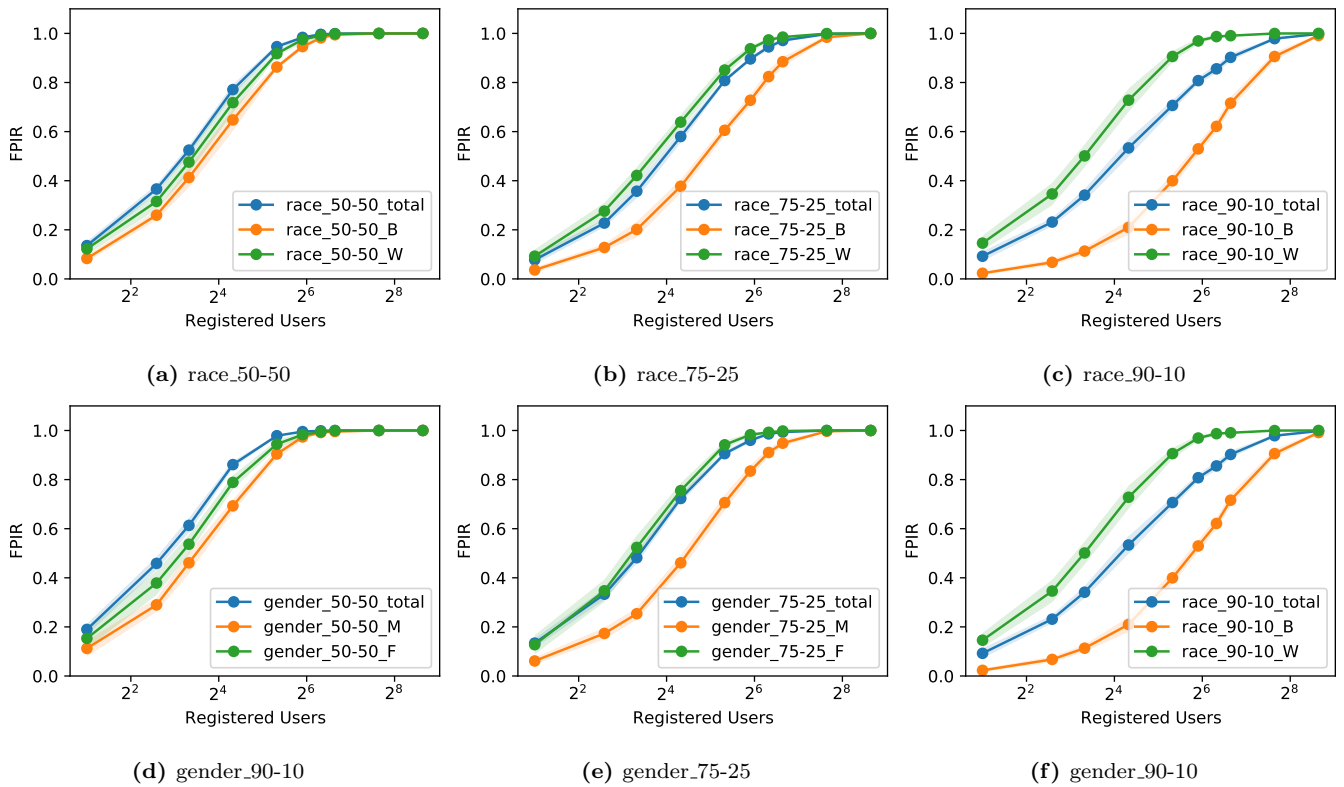 1.0
0.8
0.6
0.4
0.2
0.0
FPIR
2^2 2^4 2^6 2^8
Registered Users
race_50-50_total
race_50-50_B
race_50-50_W
(a) race_50-50
1.0
0.8
0.6
0.4
0.2
0.0
FPIR
2^2 2^4 2^6 2^8
Registered Users
race_75-25_total
race_75-25_B
race_75-25_W
(b) race_75-25
1.0
0.8
0.6
0.4
0.2
0.0
FPIR
2^2 2^4 2^6 2^8
Registered Users
race_90-10_total
race_90-10_B
race_90-10_W
(c) race_90-10
1.0
0.8
0.6
0.4
0.2
0.0
FPIR
2^2 2^4 2^6 2^8
Registered Users
gender_50-50_total
gender_50-50_M
gender_50-50_F
(d) gender_90-10
1.0
0.8
0.6
0.4
0.2
0.0
FPIR
2^2 2^4 2^6 2^8
Registered Users
gender_75-25_total
gender_75-25_M
gender_75-25_F
(e) gender_75-25
1.0
0.8
0.6
0.4
0.2
0.0
FPIR
2^2 2^4 2^6 2^8
Registered Users
race_90-10_total
race_90-10_B
race_90-10_W
(f) gender_90-10